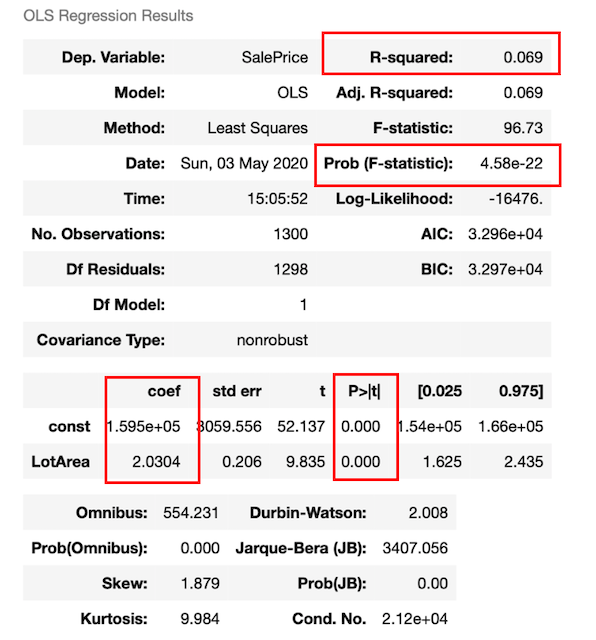 OLS Regression Results
Dep. Variable: SalePrice R-squared: 0.069
Model: OLS Adj. R-squared: 0.069
Method: Least Squares F-statistic: 96.73
Date: Sun, 03 May 2020 Prob (F-statistic): 4.58e-22
Time: 15:05:52 Log-Likelihood: -16476.
No. Observations: 1300 AIC: 3.296e+04
Df Residuals: 1298 BIC: 3.297e+04
Df Model: 1
Covariance Type: nonrobust
coef std err t P>|t| [0.025 0.975]
const 1.595e+05 3059.556 52.137 0.000 1.54e+05 1.66e+05
LotArea 2.0304 0.206 9.835 0.000 1.625 2.435
Omnibus: 554.231 Durbin-Watson: 2.008
Prob(Omnibus): 0.000 Jarque-Bera (JB): 3407.056
Skew: 1.879 Prob(JB): 0.00
Kurtosis: 9.984 Cond. No. 2.12e+04